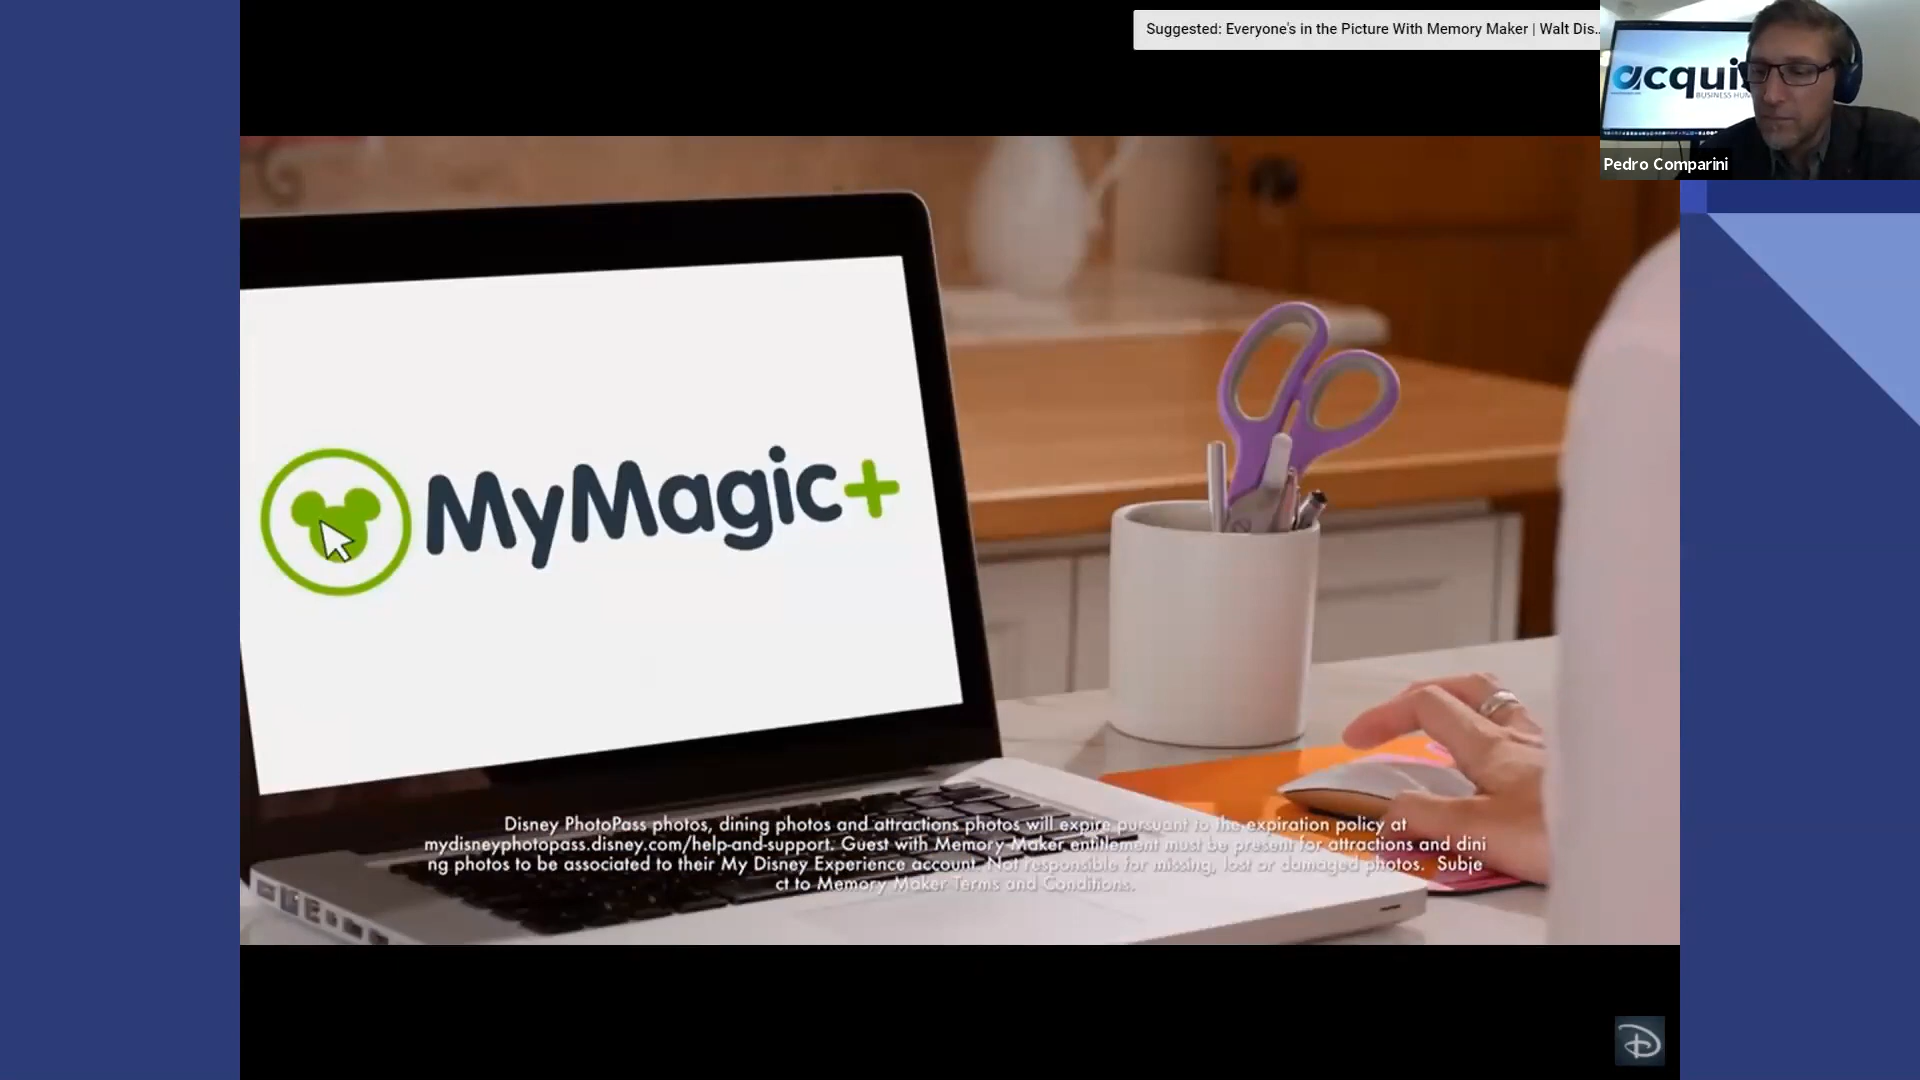 Suggested: Everyone's in the Picture With Memory Maker | Walt Dis...
acquis
BUSINESS HUM
Pedro Comparini
MyMagic+
Disney PhotoPass photos, dining photos and attractions photos will expire pursuant to the expiration policy at
mydisneyphotopass.disney.com/help-and-support. Guest with Memory Maker entitlement must be present for attractions and dini
ng photos to be associated to their My Disney Experience account. Not responsible for missing, lost or damaged photos. Subje
ct to Memory Maker Terms and Conditions.
D